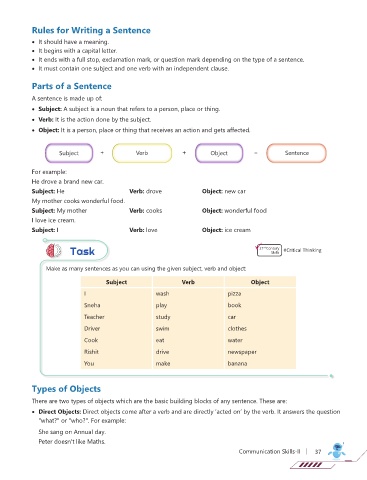 Rules for Writing a Sentence
• It should have a meaning.
• It begins with a capital letter.
• It ends with a full stop, exclamation mark, or question mark depending on the type of a sentence.
• It must contain one subject and one verb with an independent clause.
Parts of a Sentence
A sentence is made up of:
• Subject: A subject is a noun that refers to a person, place or thing.
• Verb: It is the action done by the subject.
• Object: It is a person, place or thing that receives an action and gets affected.
Subject + Verb + Object = Sentence
For example:
He drove a brand new car.
Subject: He Verb: drove Object: new car
My mother cooks wonderful food.
Subject: My mother Verb: cooks Object: wonderful food
I love ice cream.
Subject: I Verb: love Object: ice cream
Task 21st Century Skills #Critical Thinking
Make as many sentences as you can using the given subject, verb and object:
Subject Verb Object
I wash pizza
Sneha play book
Teacher study car
Driver swim clothes
Cook eat water
Rishit drive newspaper
You make banana
Types of Objects
There are two types of objects which are the basic building blocks of any sentence. These are:
• Direct Objects: Direct objects come after a verb and are directly 'acted on' by the verb. It answers the question
"what?" or "who?". For example:
She sang on Annual day.
Peter doesn't like Maths.
Communication Skills-II | 37